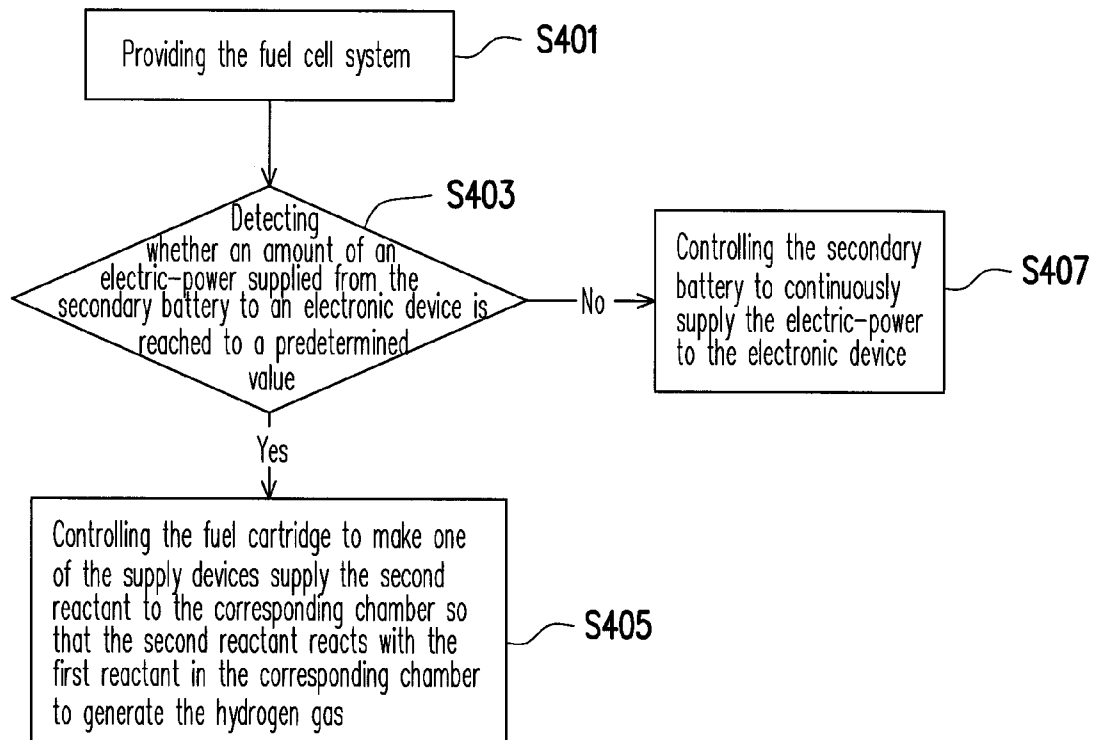 Providing the fuel cell system
S401
Detecting
whether an amount of an
electric-power supplied from the
secondary battery to an electronic device is
reached to a predetermined
value
S403
No
Controlling the secondary
battery to continuously
supply the electric-power
to the electronic device
S407
Yes
Controlling the fuel cartridge to make one
of the supply devices supply the second
reactant to the corresponding chamber so
that the second reactant reacts with the
first reactant in the corresponding chamber
to generate the hydrogen gas
S405